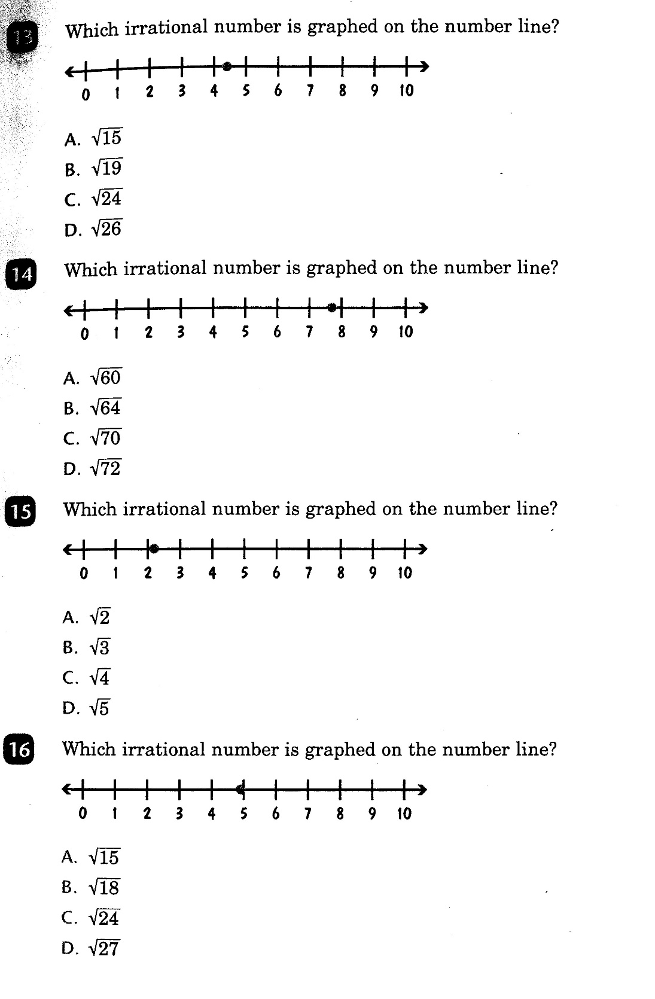 13 Which irrational number is graphed on the number line?
0 1 2 3 4 5 6 7 8 9 10
A. √15
B. √19
C. √24
D. √26
14 Which irrational number is graphed on the number line?
0 1 2 3 4 5 6 7 8 9 10
A. √60
B. √64
C. √70
D. √72
15 Which irrational number is graphed on the number line?
0 1 2 3 4 5 6 7 8 9 10
A. √2
B. √3
C. √4
D. √5
16 Which irrational number is graphed on the number line?
0 1 2 3 4 5 6 7 8 9 10
A. √15
B. √18
C. √24
D. √27